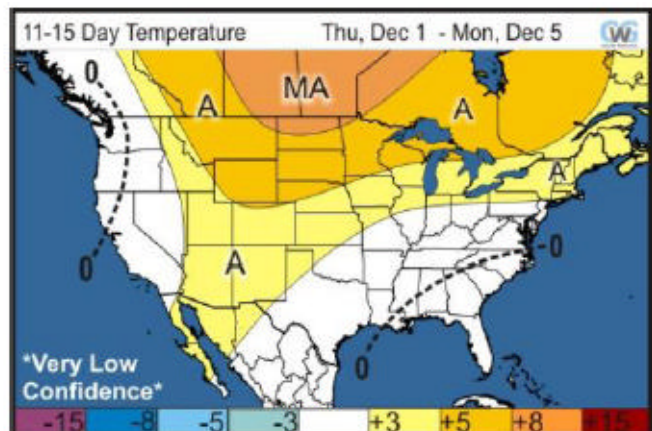 11-15 Day Temperature Thu, Dec 1 - Mon, Dec 5
0
A
MA
A
A
A
0
-0
0
*Very Low
Confidence*
-15 -8 -5 -3 +3 +5 +8 +15